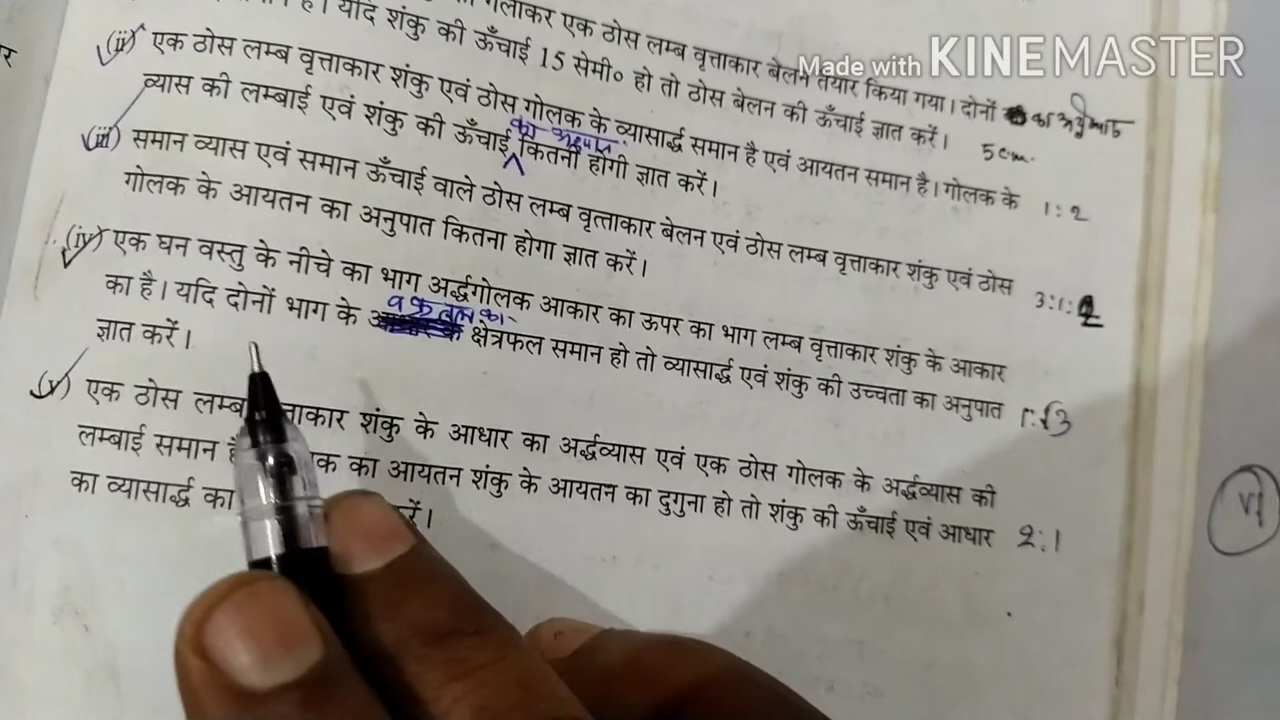 गलाकर एक ठोस लम्ब वृत्ताकार बेलन तैयार किया गया। दोनों का
है। यदि शंकु की ऊँचाई 15 सेमी० हो तो ठोस बेलन की ऊँचाई ज्ञात करें। 5cm.
Made with KINEMASTER
(ii) एक ठोस लम्ब वृत्ताकार शंकु एवं ठोस गोलक के व्यासार्द्ध समान है एवं आयतन समान है। गोलक के
व्यास की लम्बाई एवं शंकु की ऊँचाई का अनुपात कितनी होगी ज्ञात करें। 1:2
(iii) समान व्यास एवं समान ऊँचाई वाले ठोस लम्ब वृत्ताकार बेलन एवं ठोस लम्ब वृत्ताकार शंकु एवं ठोस
गोलक के आयतन का अनुपात कितना होगा ज्ञात करें। 3:1:2
(iv) एक घन वस्तु के नीचे का भाग अर्द्धगोलक आकार का ऊपर का भाग लम्ब वृत्ताकार शंकु के आकार
का है। यदि दोनों भाग के वक्रतल का क्षेत्रफल समान हो तो व्यासार्द्ध एवं शंकु की उच्चता का अनुपात
ज्ञात करें। :√3
(v) एक ठोस लम्ब शंकु के आधार का अर्द्धव्यास एवं एक ठोस गोलक के अर्द्धव्यास की
लम्बाई समान का आयतन शंकु के आयतन का दुगुना हो तो शंकु की ऊँचाई एवं आधार
का व्यासार्द्ध का 2:1
vi